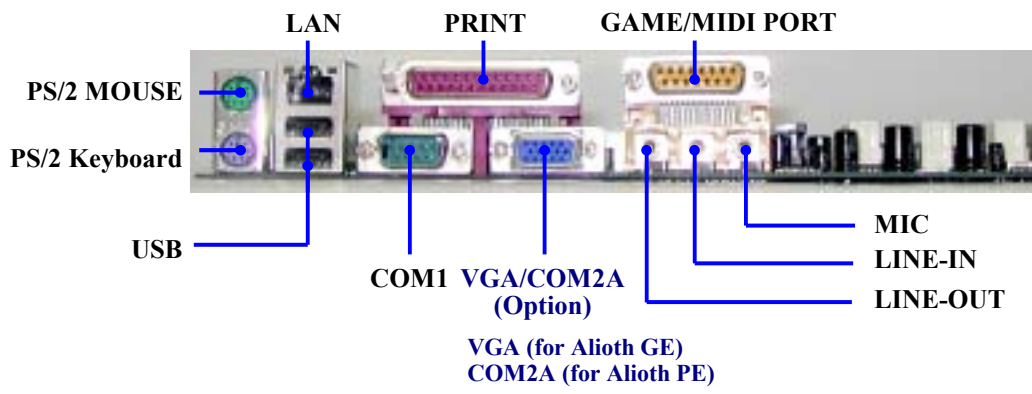 LAN
PRINT
GAME/MIDI PORT
PS/2 MOUSE
PS/2 Keyboard
USB
COM1
VGA/COM2A
(Option)
VGA (for Alioth GE)
COM2A (for Alioth PE)
MIC
LINE-IN
LINE-OUT